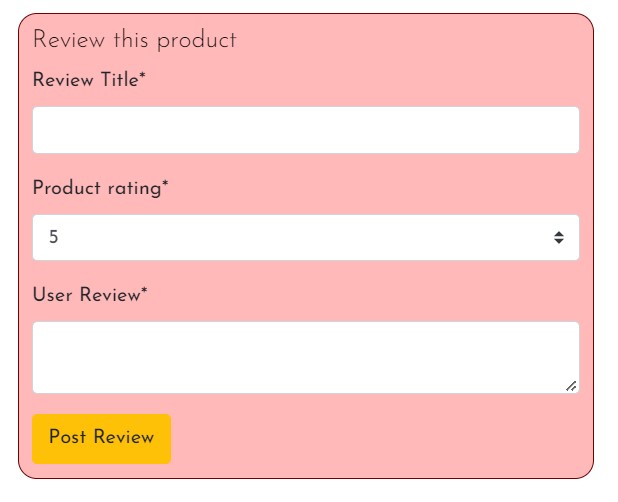 Review this product
Review Title*
Product rating*
5
User Review*
Post Review